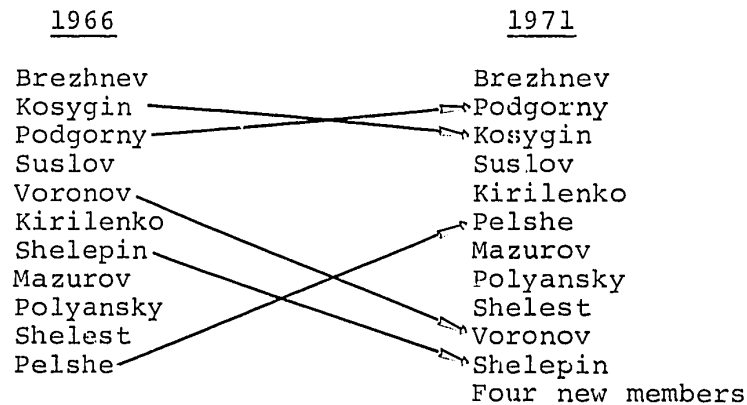 1966 1971
Brezhnev Brezhnev
Kosygin Podgorny
Podgorny Kosygin
Suslov Suslov
Voronov Kirilenko
Kirilenko Pelshe
Shelepin Mazurov
Mazurov Polyansky
Polyansky Shelest
Shelest Voronov
Pelshe Shelepin
Four new members